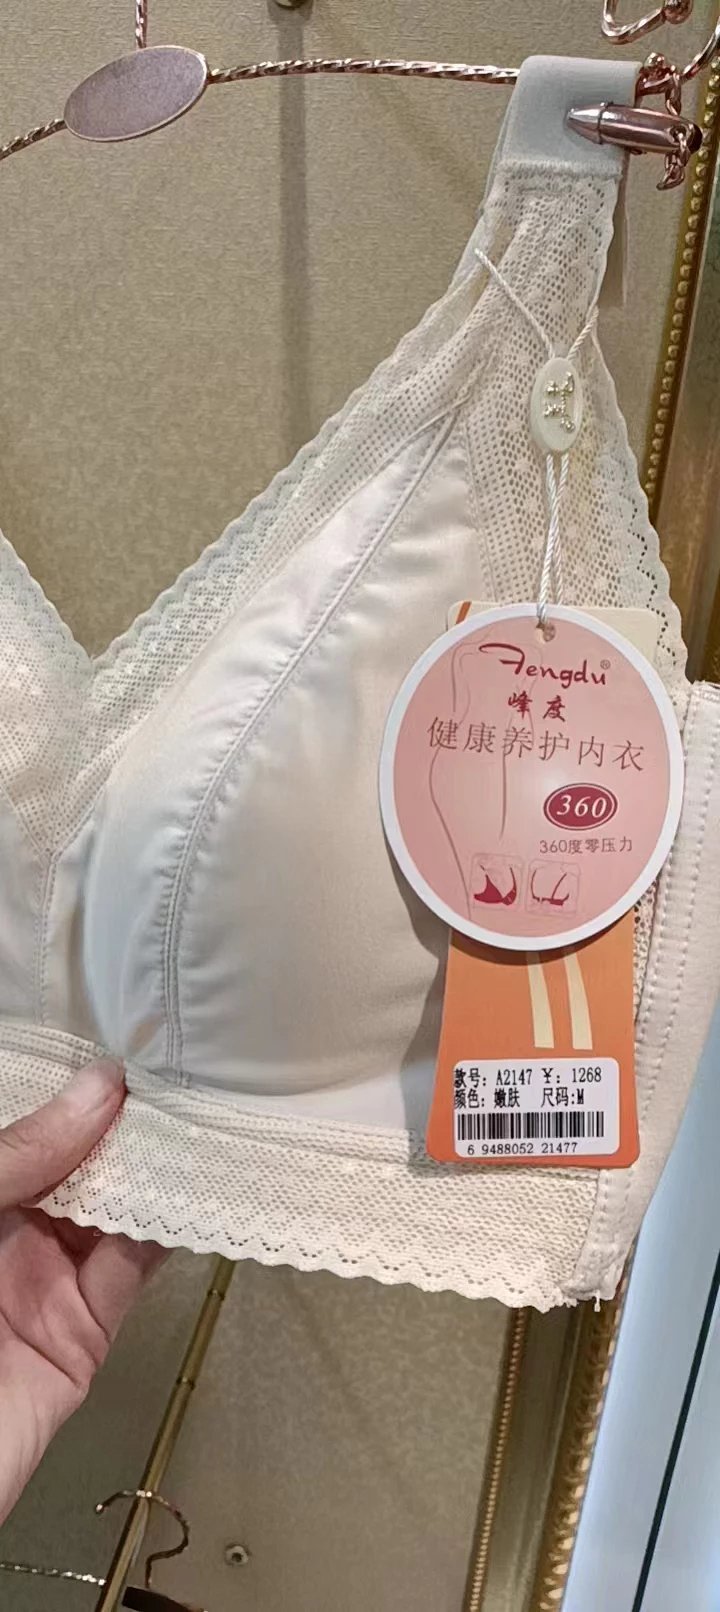 Fengdu®
峰度
健康养护内衣
360
360度零压力
款号: A2147 ¥: 1268
颜色: 嫩肤 尺码:M
6 9488052 21477